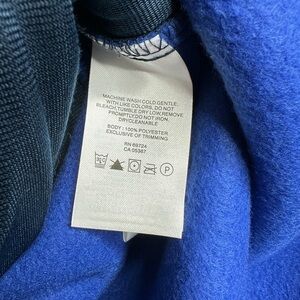 MACHINE WASH COLD GENTLE,
WITH LIKE COLORS, DO NOT
BLEACH,TUMBLE DRY LOW,REMOVE
PROMPTLY,DO NOT IRON,
DRYCLEANABLE
BODY: 100% POLYESTER
EXCLUSIVE OF TRIMMING
RN 69724
CA 05387
P